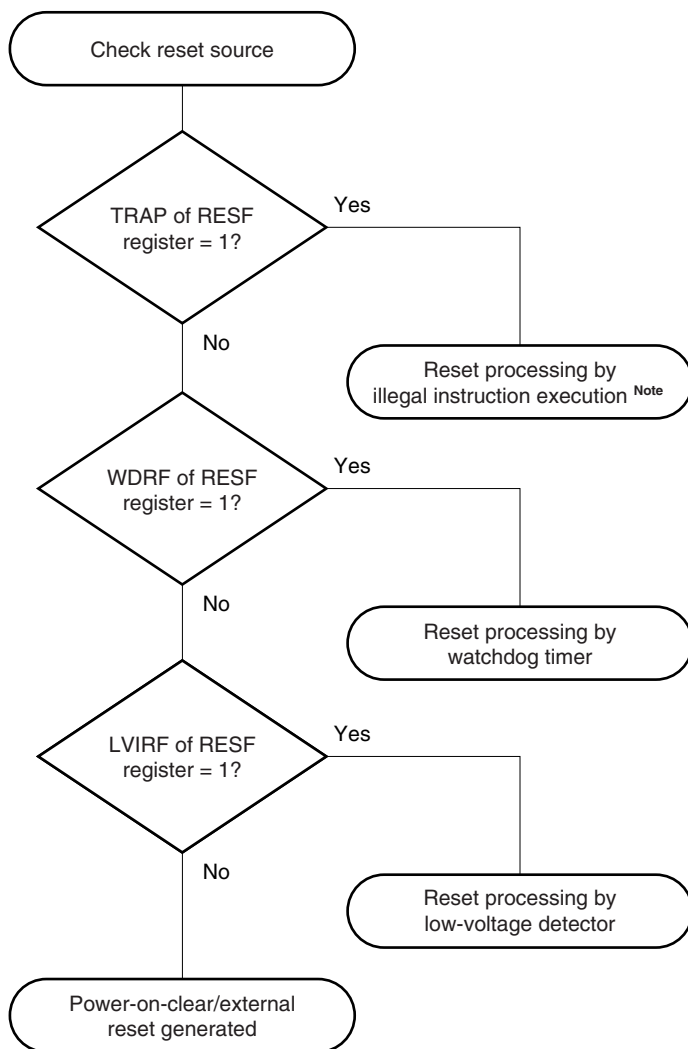 Check reset source
TRAP of RESF
register = 1?
Yes
No
Reset processing by
illegal instruction execution Note
WDRF of RESF
register = 1?
Yes
No
Reset processing by
watchdog timer
LVIRF of RESF
register = 1?
Yes
No
Reset processing by
low-voltage detector
Power-on-clear/external
reset generated